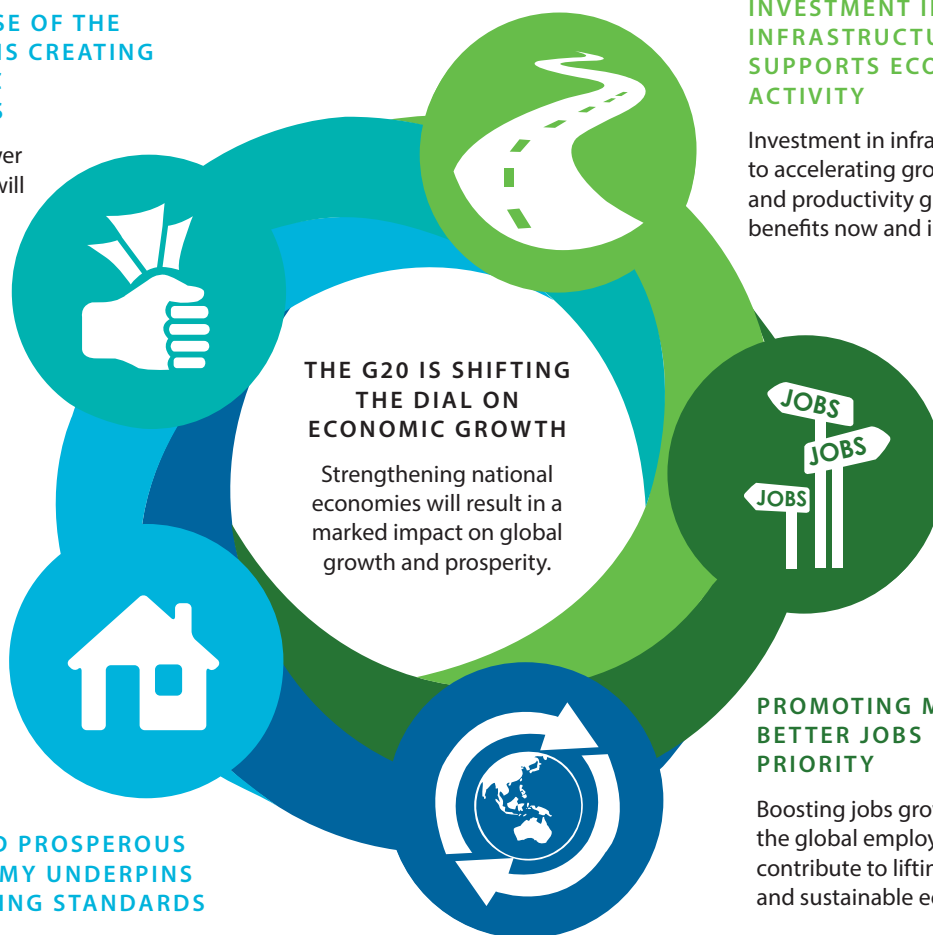 SE OF THE
IS CREATING
ver
will
INVESTMENT I
INFRASTRUCTU
SUPPORTS ECO
ACTIVITY
Investment in infra
to accelerating gro
and productivity g
benefits now and i
THE G20 IS SHIFTING
THE DIAL ON
ECONOMIC GROWTH
Strengthening national
economies will result in a
marked impact on global
growth and prosperity.
JOBS
JOBS
JOBS
PROMOTING M
BETTER JOBS
PRIORITY
Boosting jobs grow
the global employ
contribute to lifting
and sustainable e
PROSPEROUS
MY UNDERPINS
ING STANDARDS